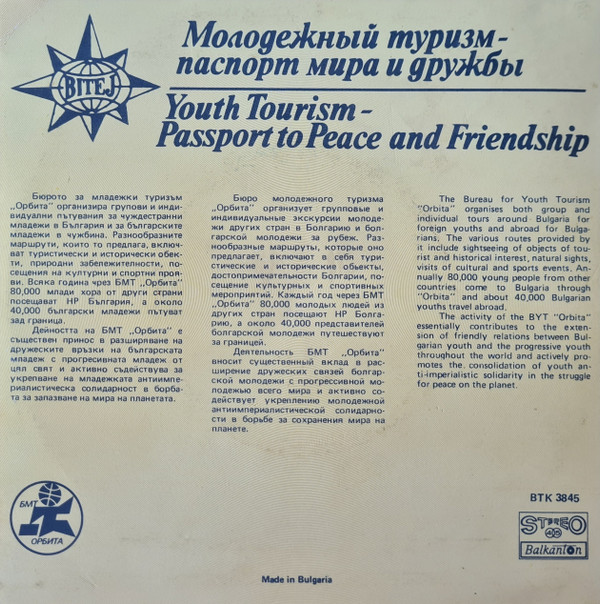 BITEJ
Молодежный туризм-
паспорт мира и дружбы
Youth Tourism-
Passport to Peace and Friendship
Бюрото за младежки туризъм
„Орбита" организира групови и инди-
видуални пътувания за чуждестранни
младежи в България и за българските
младежи в чужбина. Разнообразните
маршрути, които то предлага, включ-
ват туристически и исторически обек-
ти, природни забележителности, по-
сещения на културни и спортни проя-
ви. Всяка година чрез БМТ „Орбита"
80,000 млади хора от други страни
посещават НР България, а около
40,000 български младежи пътуват
зад граница.
Дейността на БМТ „Орбита" е
съществен принос в разширяване на
дружеските връзки на българската
младеж с прогресивната младеж от
цял свят и активно съдействува за
укрепване на младежката антиимпе-
риалистическа солидарност в борба-
та за запазване на мира на планетата.
Бюро молодежного туризма
„Орбита" организует групповые и
индивидуальные экскурсии молоде-
жи других стран в Болгарию и бол-
гарской молодежи за рубеж. Раз-
нообразные маршруты, которые оно
предлагает, включают в себя тури-
стические и исторические объекты,
достопримечательности Болгарии, по-
сещение культурных и спортивных
мероприятий. Каждый год через БМТ
„Орбита" 80,000 молодых людей из
других стран посещают НР Болга-
рию, а около 40,000 представителей
болгарской молодежи путешествуют
за границей.
Деятельность БМТ „Орбита"
вносит существенный вклад в рас-
ширение дружеских связей болгар-
ской молодежи с прогрессивной мо-
лодежью всего мира и активно со-
действует укреплению молодежной
антиимпериалистической солидарно-
сти в борьбе за сохранения мира на
планете.
The Bureau for Youth Tourism
"Orbita" organises both group and
individual tours around Bulgaria for
foreign youths and abroad for Bulga-
rians. The various routes provided by
it include sightseeing of objects of tou-
rist and historical interest, natural sights,
visits of cultural and sports events. An-
nually 80,000 young people from other
countries come to Bulgaria through
"Orbita" and about 40,000 Bulgarian
youths travel abroad.
The activity of the BYT "Orbita"
essentially contributes to the exten-
sion of friendly relations between Bul-
garian youth and the progressive youth
throughout the world and actively pro-
motes the consolidation of youth an-
ti-imperialistic solidarity in the struggle
for peace on the planet.
БМТ
ОРБИТА
BTK 3845
STEREO
Balkanton
Made in Bulgaria